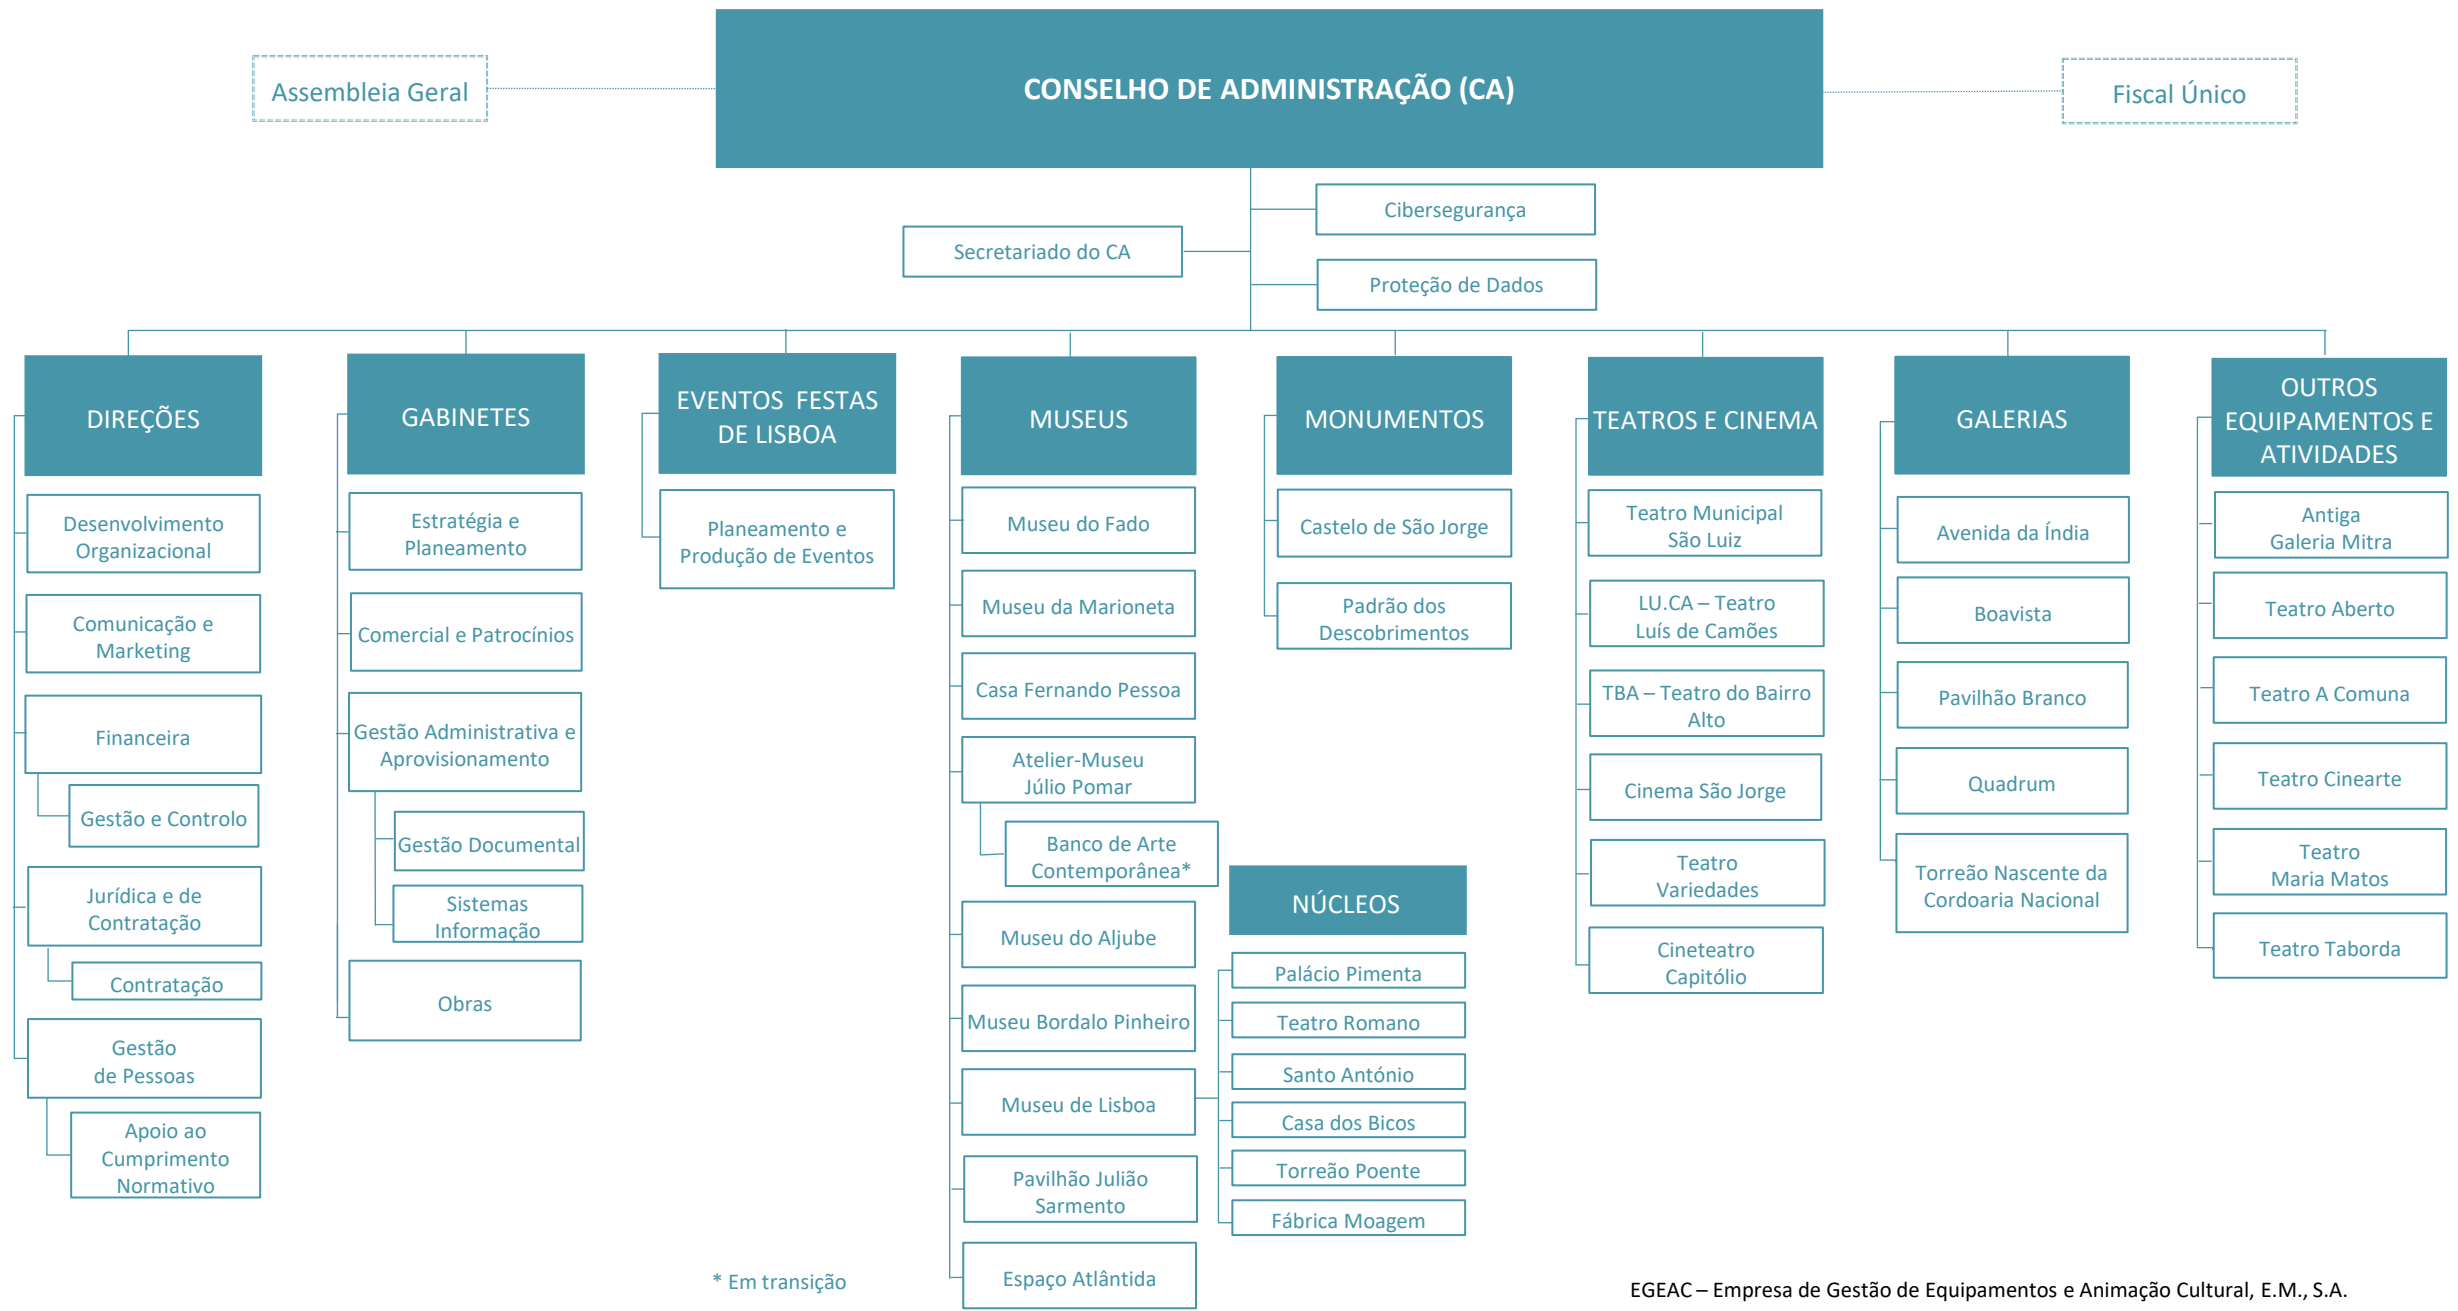 Assembleia Geral
CONSELHO DE ADMINISTRAÇÃO (CA)
Fiscal Único
Cibersegurança
Secretariado do CA
Proteção de Dados
DIREÇÕES
Desenvolvimento
Organizacional
Comunicação e
Marketing
Financeira
Gestão e Controlo
Jurídica e de
Contratação
Contratação
Gestão
de Pessoas
Apoio ao
Cumprimento
Normativo
GABINETES
Estratégia e
Planeamento
Comercial e Patrocínios
Gestão Administrativa e
Aprovisionamento
Gestão Documental
Sistemas
Informação
Obras
EVENTOS FESTAS
DE LISBOA
Planeamento e
Produção de Eventos
MUSEUS
Museu do Fado
Museu da Marioneta
Casa Fernando Pessoa
Atelier-Museu
Júlio Pomar
Banco de Arte
Contemporânea*
Museu do Aljube
Museu Bordalo Pinheiro
Museu de Lisboa
Pavilhão Julião
Sarmento
Espaço Atlântida
NÚCLEOS
Palácio Pimenta
Teatro Romano
Santo António
Casa dos Bicos
Torreão Poente
Fábrica Moagem
MONUMENTOS
Castelo de São Jorge
Padrão dos
Descobrimentos
TEATROS E CINEMA
Teatro Municipal
São Luiz
LU.CA – Teatro
Luís de Camões
TBA – Teatro do Bairro
Alto
Cinema São Jorge
Teatro
Variedades
Cineteatro
Capitólio
GALERIAS
Avenida da Índia
Boavista
Pavilhão Branco
Quadrum
Torreão Nascente da
Cordoaria Nacional
OUTROS
EQUIPAMENTOS E
ATIVIDADES
Antiga
Galeria Mitra
Teatro Aberto
Teatro A Comuna
Teatro Cinearte
Teatro
Maria Matos
Teatro Taborda
* Em transição
EGEAC – Empresa de Gestão de Equipamentos e Animação Cultural, E.M., S.A.